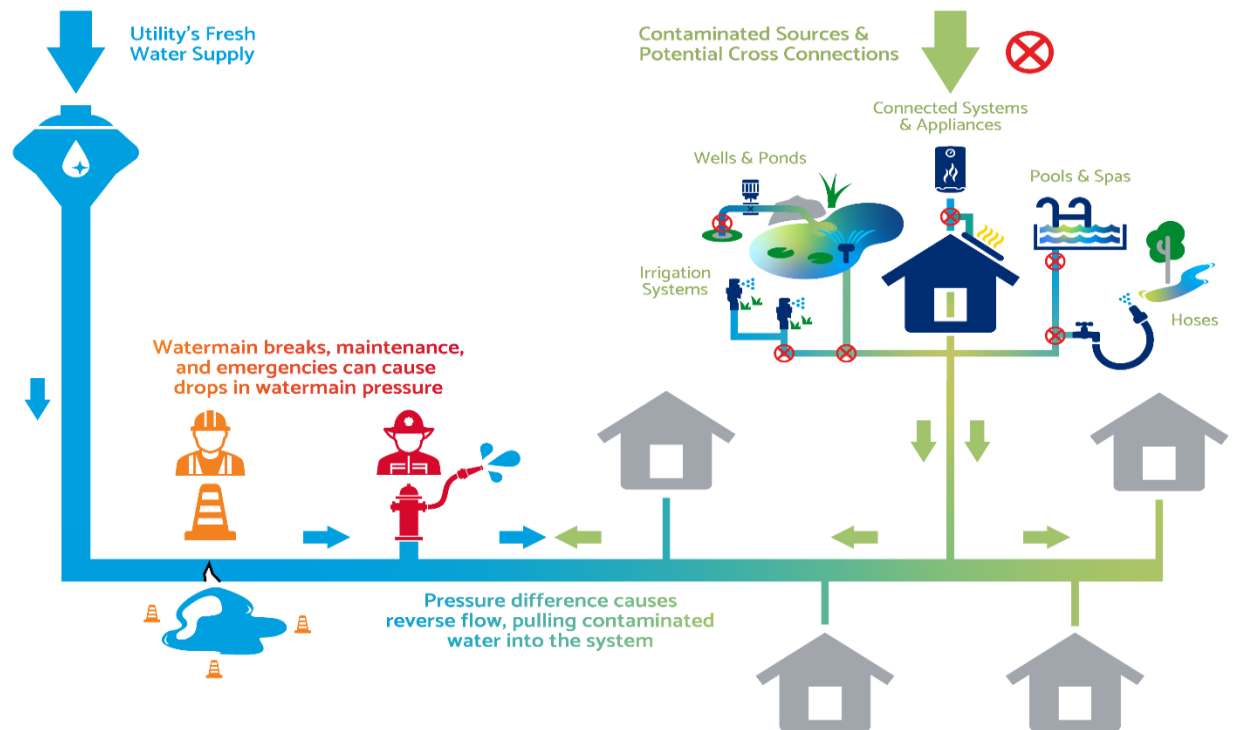 Utility's Fresh
Water Supply
Contaminated Sources &
Potential Cross Connections
Connected Systems
& Appliances
Wells & Ponds
Pools & Spas
Irrigation
Systems
Hoses
Watermain breaks, maintenance,
and emergencies can cause
drops in watermain pressure
Pressure difference causes
reverse flow, pulling contaminated
water into the system